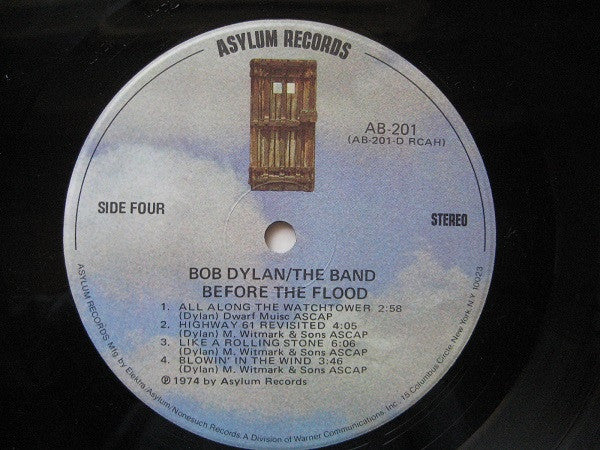 ASYLUM RECORDS
AB-201
(AB-201-D RCAH)
SIDE FOUR
STEREO
BOB DYLAN/THE BAND
BEFORE THE FLOOD
1. ALL ALONG THE WATCHTOWER 2:58
(Dylan) Dwarf Muisc ASCAP
2. HIGHWAY 61 REVISITED 4:05
(Dylan) M. Witmark & Sons ASCAP
3. LIKE A ROLLING STONE 6:06
(Dylan) M. Witmark & Sons ASCAP
4. BLOWIN' IN THE WIND 3:46
(Dylan) M. Witmark & Sons ASCAP
Ⓟ 1974 by Asylum Records
ASYLUM RECORDS Mfg by Elektra/Asylum/Nonesuch Records. A Division of Warner Communications, Inc., 15 Columbus Circle, New York, N.Y. 10023